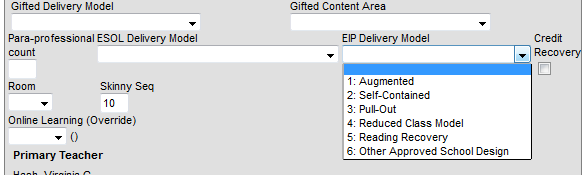 Gifted Delivery Model Gifted Content Area
Para-professional ESOL Delivery Model EIP Delivery Model Credit
count Recovery
1: Augmented
Room Skinny Seq 2: Self-Contained
10 3: Pull-Out
Online Learning (Override) 4: Reduced Class Model
() 5: Reading Recovery
Primary Teacher 6: Other Approved School Design